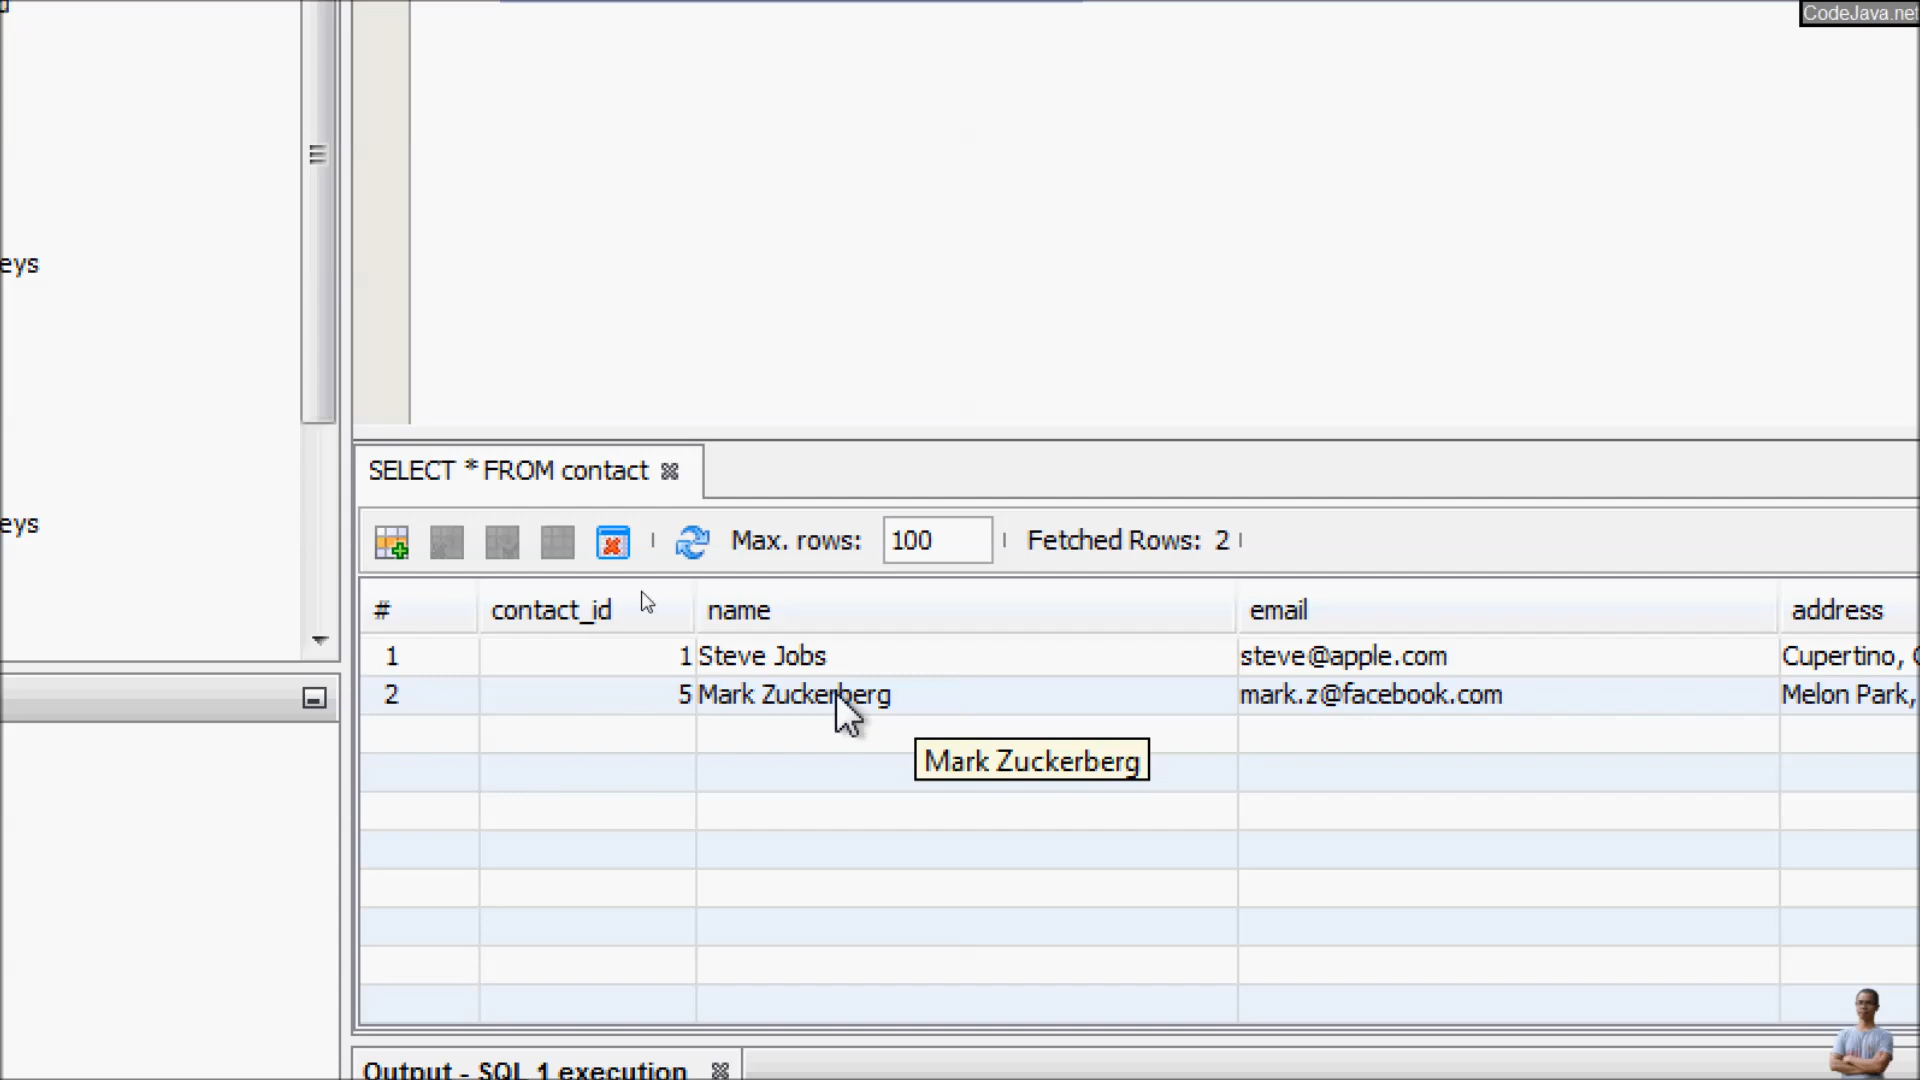 CodeJava.net
eys
eys
SELECT * FROM contact
Max. rows: 100 Fetched Rows: 2
# contact_id name email address
1 1 Steve Jobs steve@apple.com Cupertino,
2 5 Mark Zuckerberg mark.z@facebook.com Melon Park,
Mark Zuckerberg
Output - SQL 1 execution